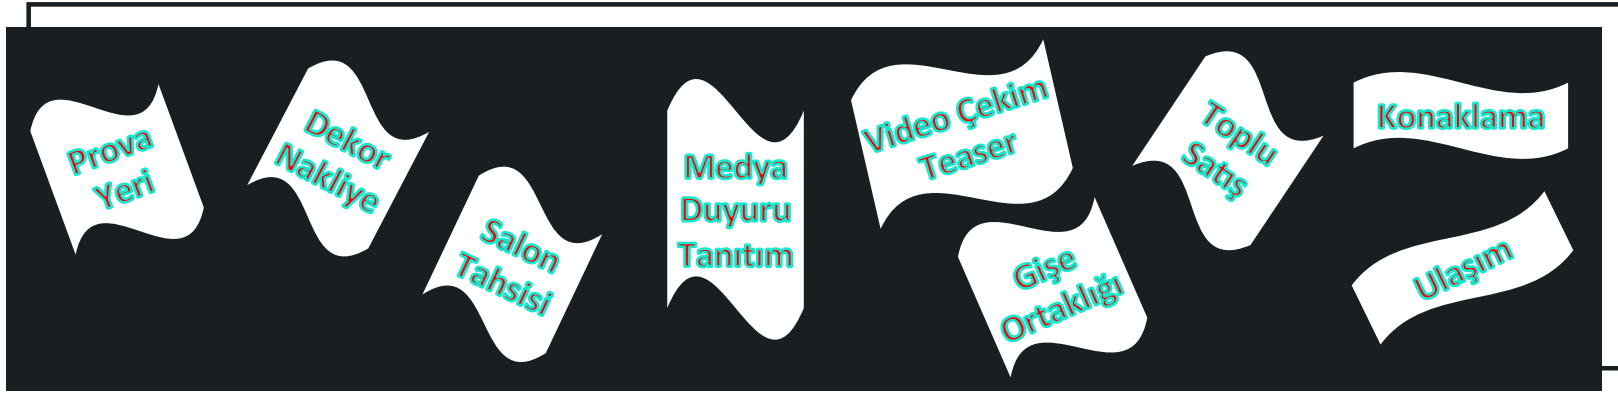 Prova
Yeri
Dekor
Nakliye
Salon
Tahsisi
Medya
Duyuru
Tanıtım
Video Çekim
Teaser
Gişe
Ortaklığı
Toplu
Satış
Konaklama
Ulaşım